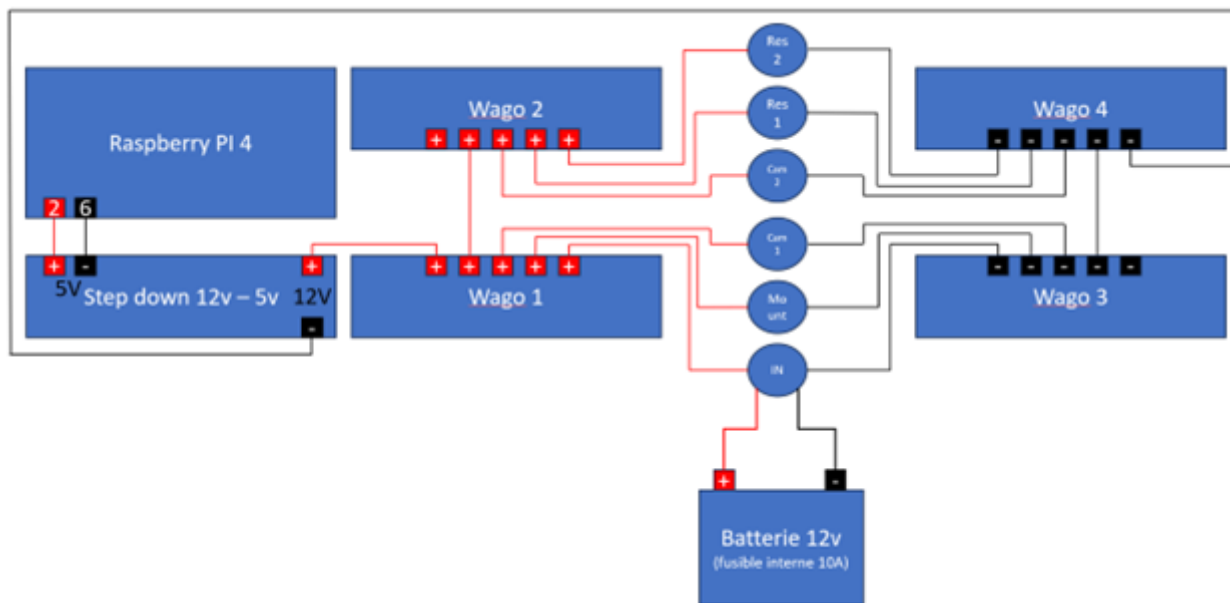 Res
2
Wago 2
Wago 4
Res
1
+ + + + +
- - - - -
Raspberry PI 4
Com
2
2 6
Com
1
+ -
+
+ + + + +
- - - - -
5V
Step down 12v – 5v
12V
Wago 1
Mo
unt
Wago 3
-
IN
+
-
Batterie 12v
(fusible interne 10A)